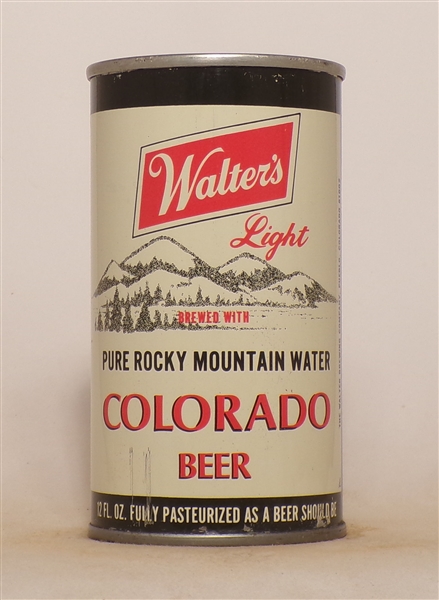 Walter's
Light
BREWED WITH
PURE ROCKY MOUNTAIN WATER
COLORADO
BEER
12 FL. OZ. FULLY PASTEURIZED AS A BEER SHOULD BE